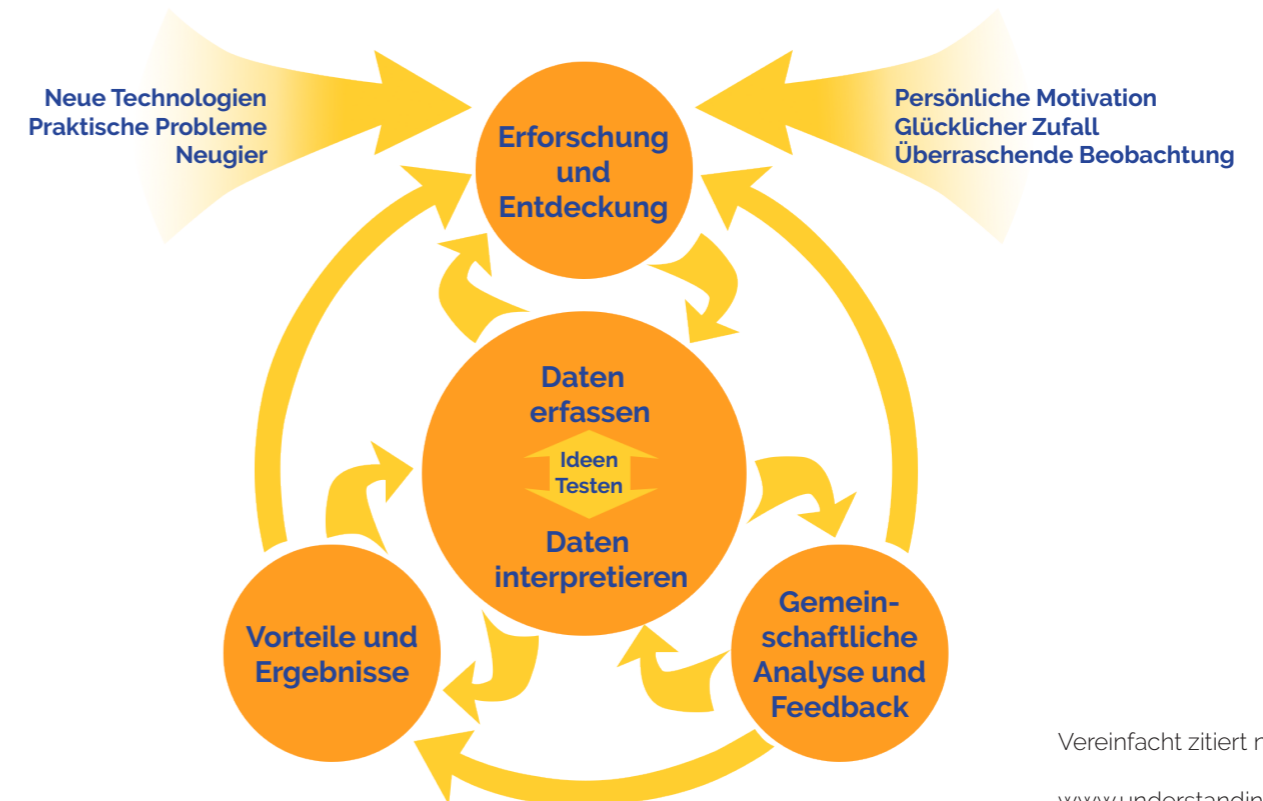 Neue Technologien
Praktische Probleme
Neugier
Persönliche Motivation
Glücklicher Zufall
Überraschende Beobachtung
Erforschung
und
Entdeckung
Daten
erfassen
Ideen
Testen
Daten
interpretieren
Vorteile und
Ergebnisse
Gemein-
schaftliche
Analyse und
Feedback
Vereinfacht zitiert